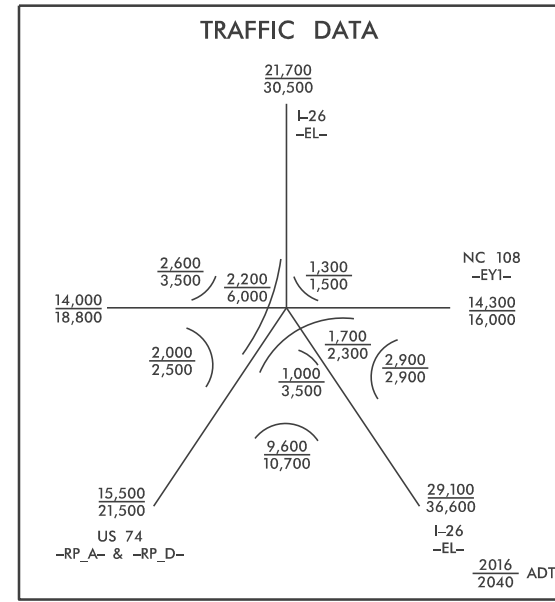 TRAFFIC DATA
21,700
30,500
I-26
-EL-
2,600
3,500
2,200
6,000
1,300
1,500
NC 108
-EY1-
14,000
18,800
14,300
16,000
1,700
2,300
2,000
2,500
1,000
3,500
2,900
2,900
9,600
10,700
15,500
21,500
29,100
36,600
US 74
-RP_A- & -RP_D-
I-26
-EL-
2016
2040 ADT